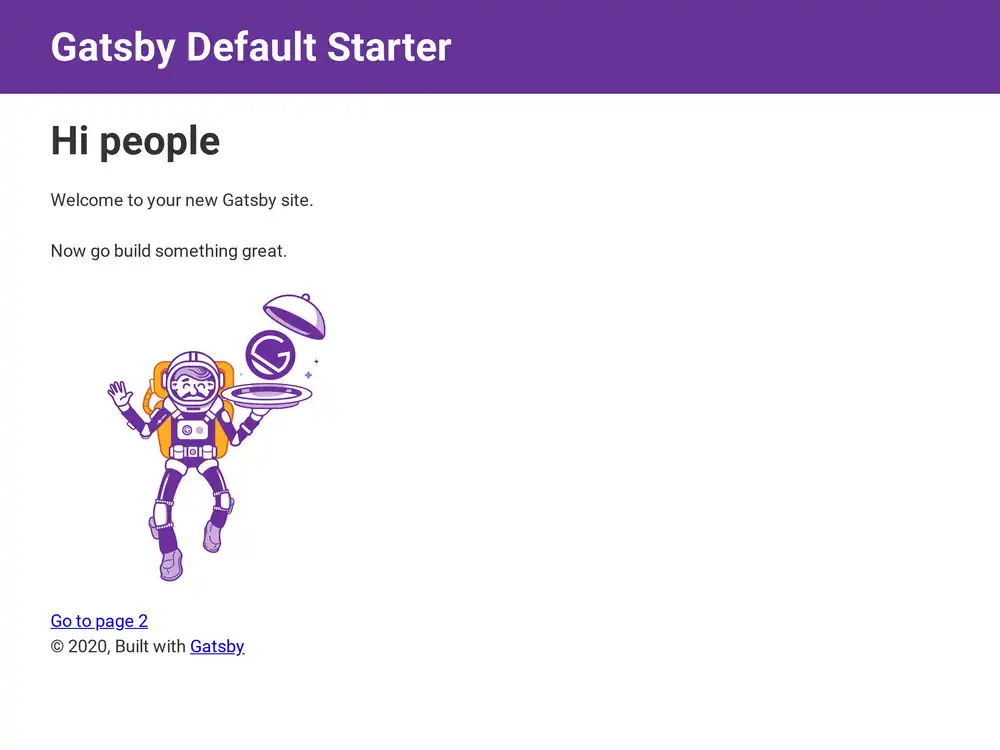 Gatsby Default Starter
Hi people
Welcome to your new Gatsby site.
Now go build something great.
Go to page 2
© 2020, Built with Gatsby